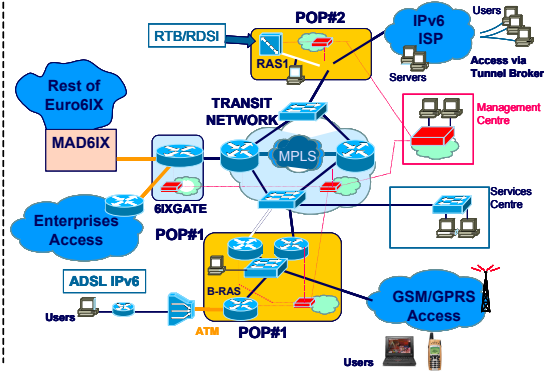 POP#2
RTB/RDSI
RAS1
IPv6
ISP
Servers
Users
Access via
Tunnel Broker
Rest of
Euro6IX
MAD6IX
TRANSIT
NETWORK
MPLS
Management
Centre
6IXGATE
Enterprises
Access
POP#1
Services
Centre
B-RAS
ADSL IPv6
Users
ATM
POP#1
GSM/GPRS
Access
Users